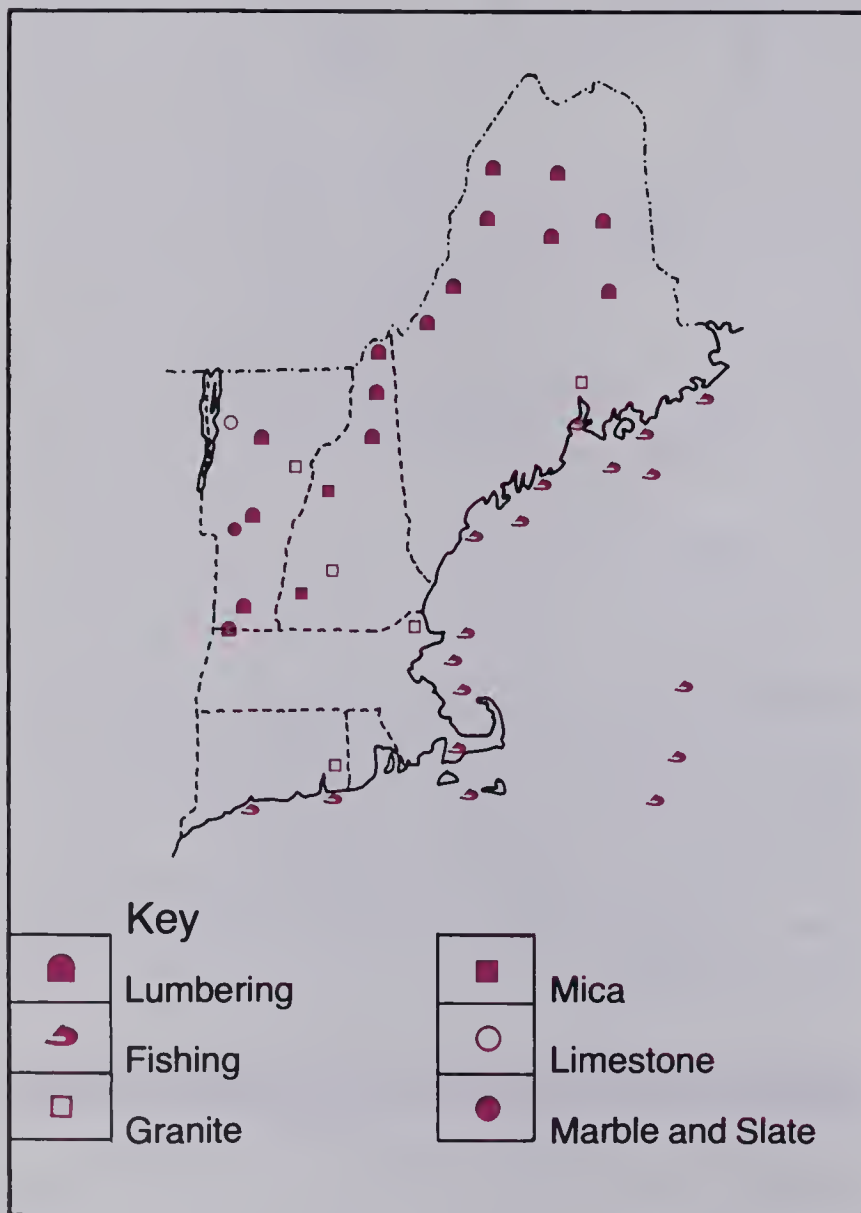 Key
Lumbering
Fishing
Granite
Mica
Limestone
Marble and Slate